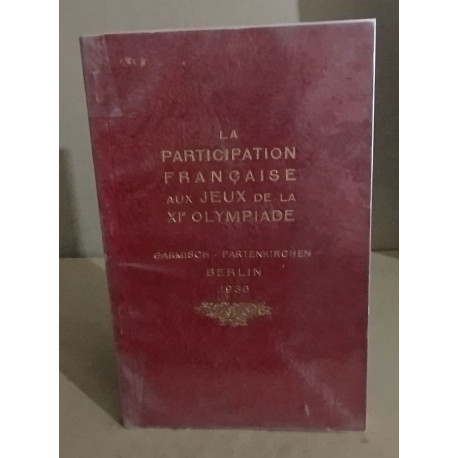 LA
PARTICIPATION
FRANÇAISE
AUX JEUX DE LA
XIᵉ OLYMPIADE
GARMISCH - PARTENKIRCHEN
BERLIN
1936